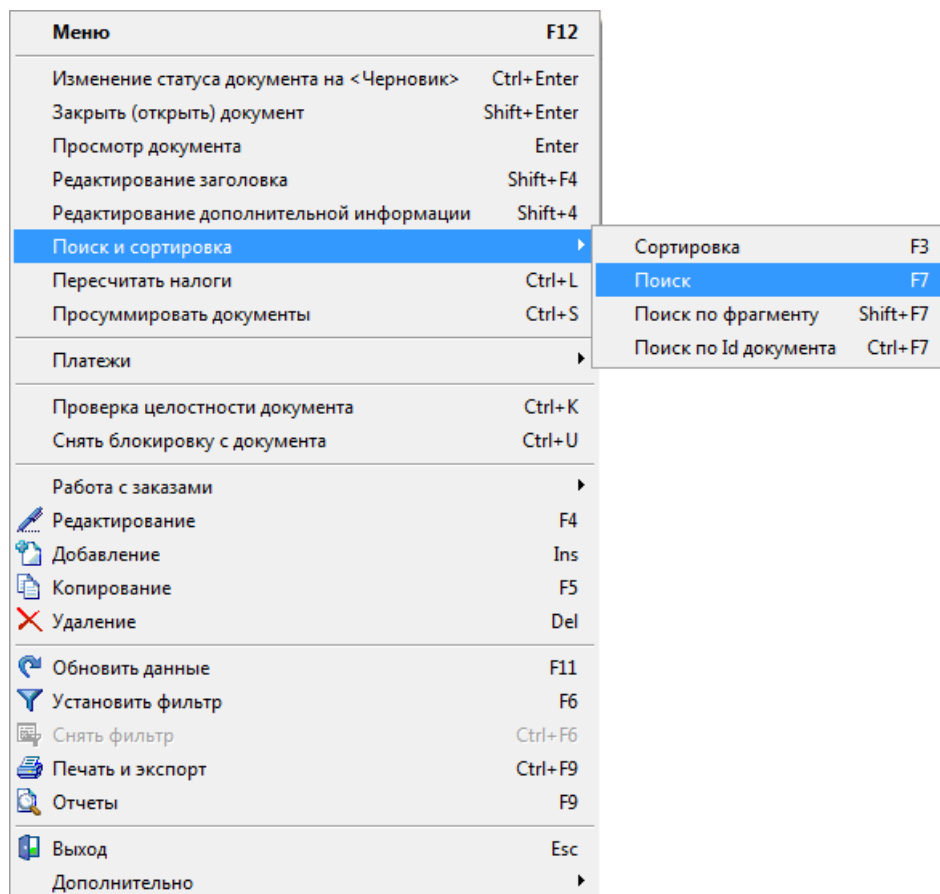 Меню F12
Изменение статуса документа на <Черновик> Ctrl+Enter
Закрыть (открыть) документ Shift+Enter
Просмотр документа Enter
Редактирование заголовка Shift+F4
Редактирование дополнительной информации Shift+4
Поиск и сортировка
Пересчитать налоги Ctrl+L
Просуммировать документы Ctrl+S
Платежи
Проверка целостности документа Ctrl+K
Снять блокировку с документа Ctrl+U
Работа с заказами
Редактирование F4
Добавление Ins
Копирование F5
Удаление Del
Обновить данные F11
Установить фильтр F6
Снять фильтр Ctrl+F6
Печать и экспорт Ctrl+F9
Отчеты F9
Выход Esc
Дополнительно
Сортировка F3
Поиск F7
Поиск по фрагменту Shift+F7
Поиск по Id документа Ctrl+F7